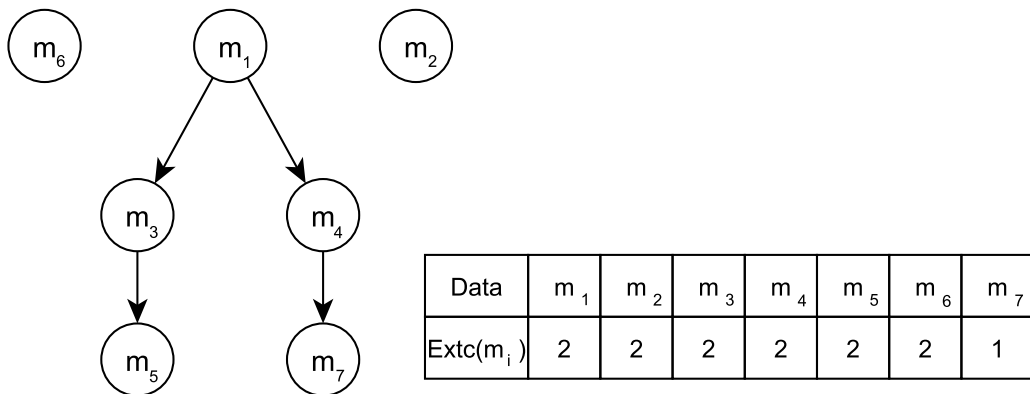 m6 m1 m2
m3 m4
m5 m7
Data m1 m2 m3 m4 m5 m6 m7
Extc(mi) 2 2 2 2 2 2 1